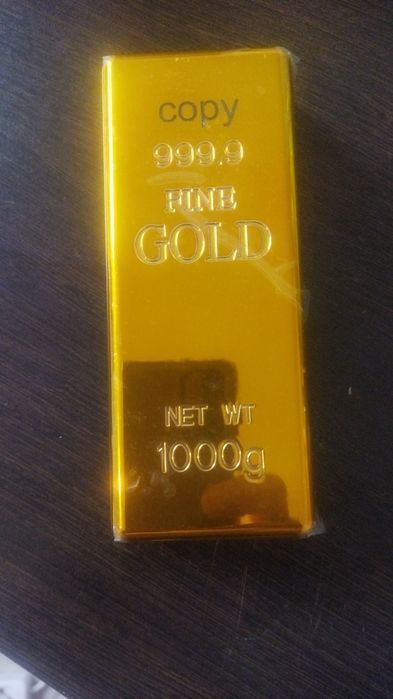 copy
999.9
FINE
GOLD
NET WT
1000g